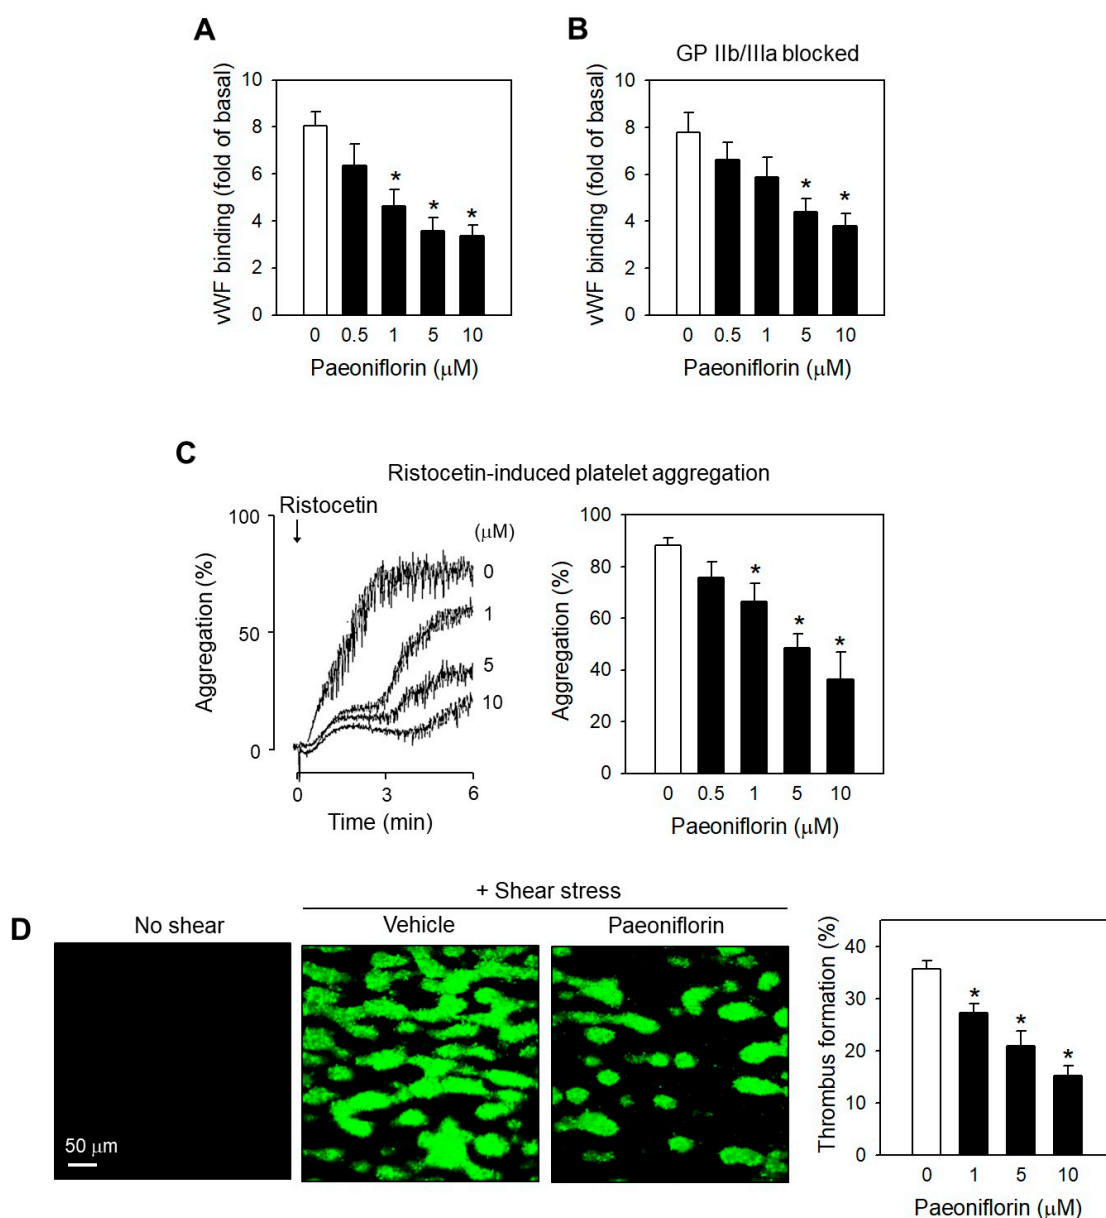 A
vWF binding (fold of basal)
10
8
6
4
2
0
*
*
*
0 0.5 1 5 10
Paeoniflorin (μM)
B
GP IIb/IIIa blocked
vWF binding (fold of basal)
10
8
6
4
2
0
*
*
0 0.5 1 5 10
Paeoniflorin (μM)
C
Ristocetin-induced platelet aggregation
Ristocetin
Aggregation (%)
100
50
0
(μM)
0
1
5
10
0 3 6
Time (min)
Aggregation (%)
100
80
60
40
20
0
*
*
*
0 0.5 1 5 10
Paeoniflorin (μM)
D
+ Shear stress
No shear
Vehicle
Paeoniflorin
50 μm
Thrombus formation (%)
40
30
20
10
0
*
*
*
0 1 5 10
Paeoniflorin (μM)